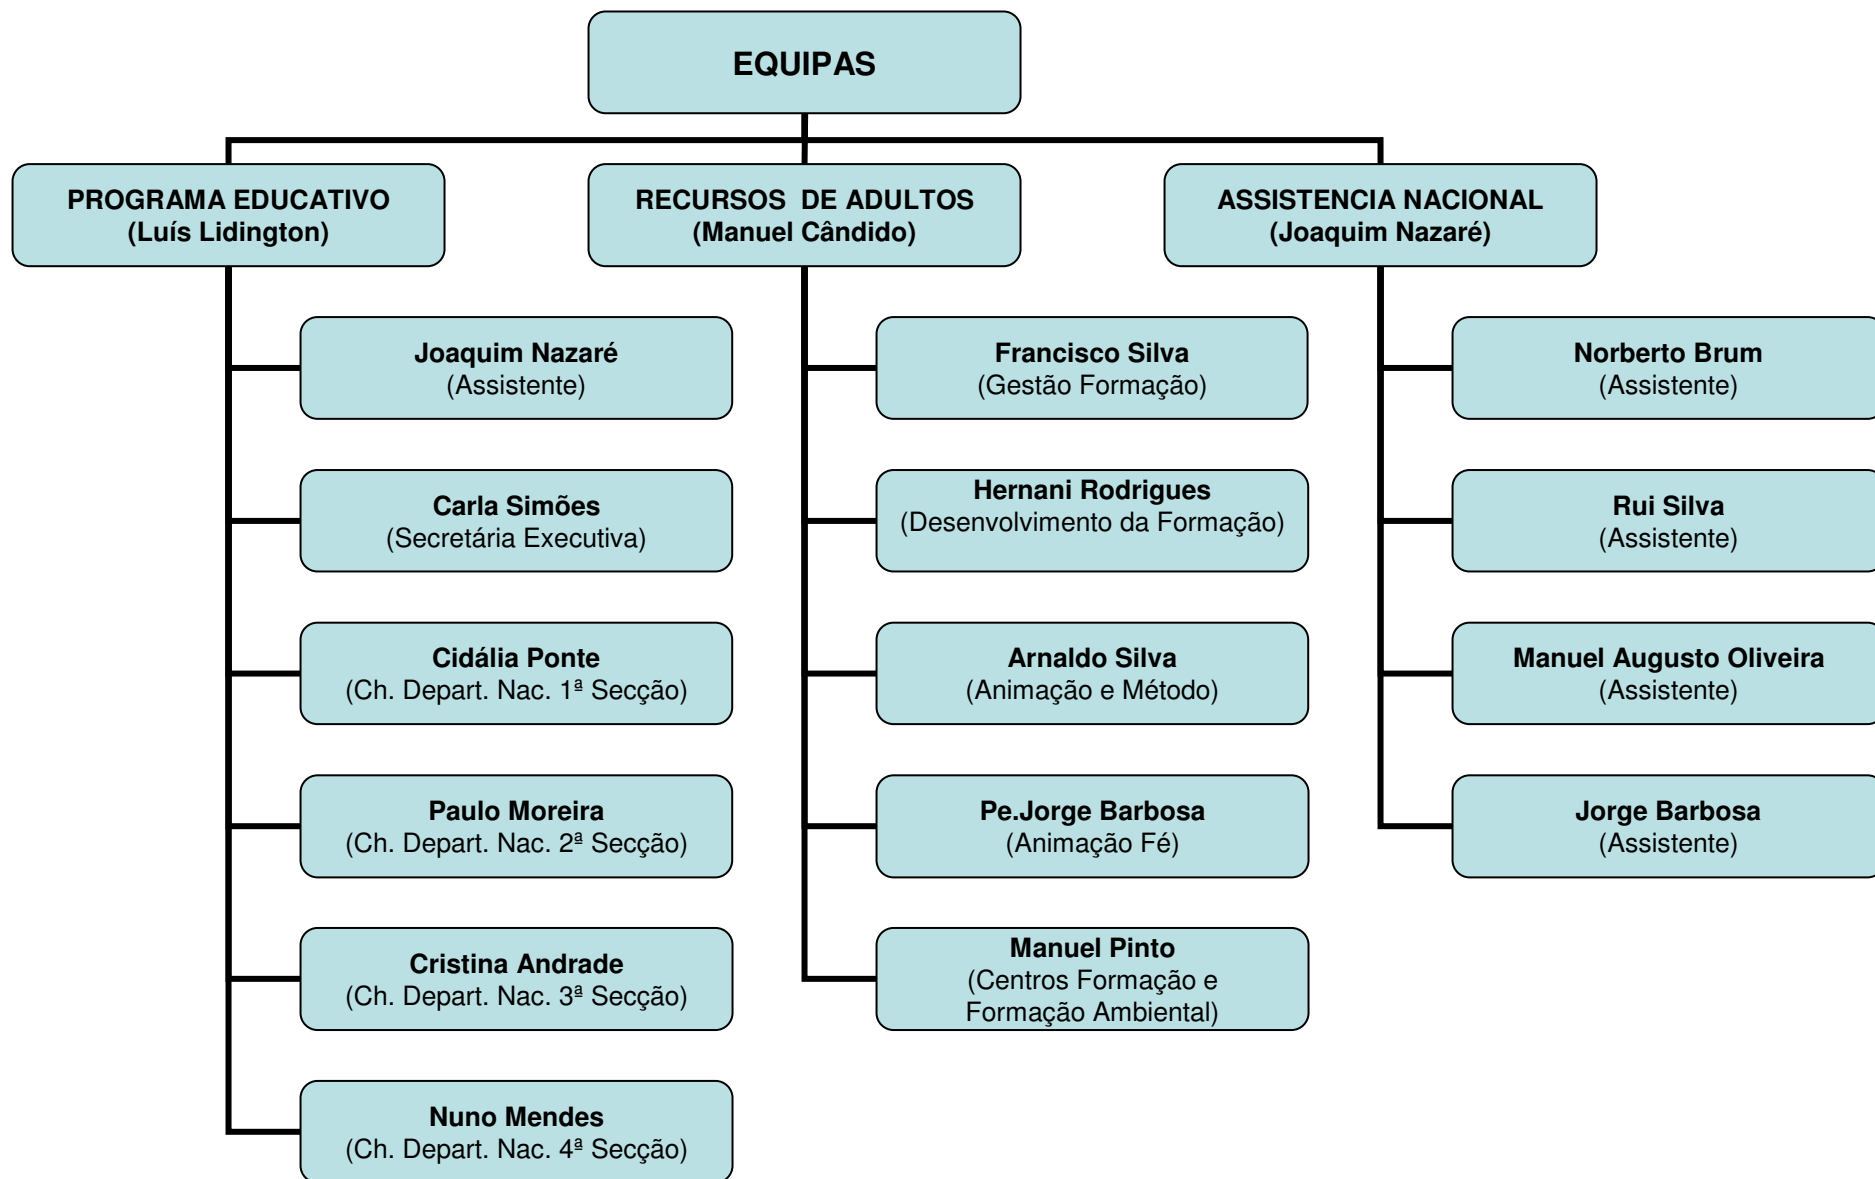 EQUIPAS
PROGRAMA EDUCATIVO
(Luís Lidington)
RECURSOS  DE ADULTOS
(Manuel Cândido)
ASSISTENCIA NACIONAL
(Joaquim Nazaré)
Joaquim Nazaré
(Assistente)
Carla Simões
(Secretária Executiva)
Cidália Ponte
(Ch. Depart. Nac. 1ª Secção)
Paulo Moreira
(Ch. Depart. Nac. 2ª Secção)
Cristina Andrade
(Ch. Depart. Nac. 3ª Secção)
Nuno Mendes
(Ch. Depart. Nac. 4ª Secção)
Francisco Silva
(Gestão Formação)
Hernani Rodrigues
(Desenvolvimento da Formação)
Arnaldo Silva
(Animação e Método)
Pe.Jorge Barbosa
(Animação Fé)
Manuel Pinto
(Centros Formação e
Formação Ambiental)
Norberto Brum
(Assistente)
Rui Silva
(Assistente)
Manuel Augusto Oliveira
(Assistente)
Jorge Barbosa
(Assistente)